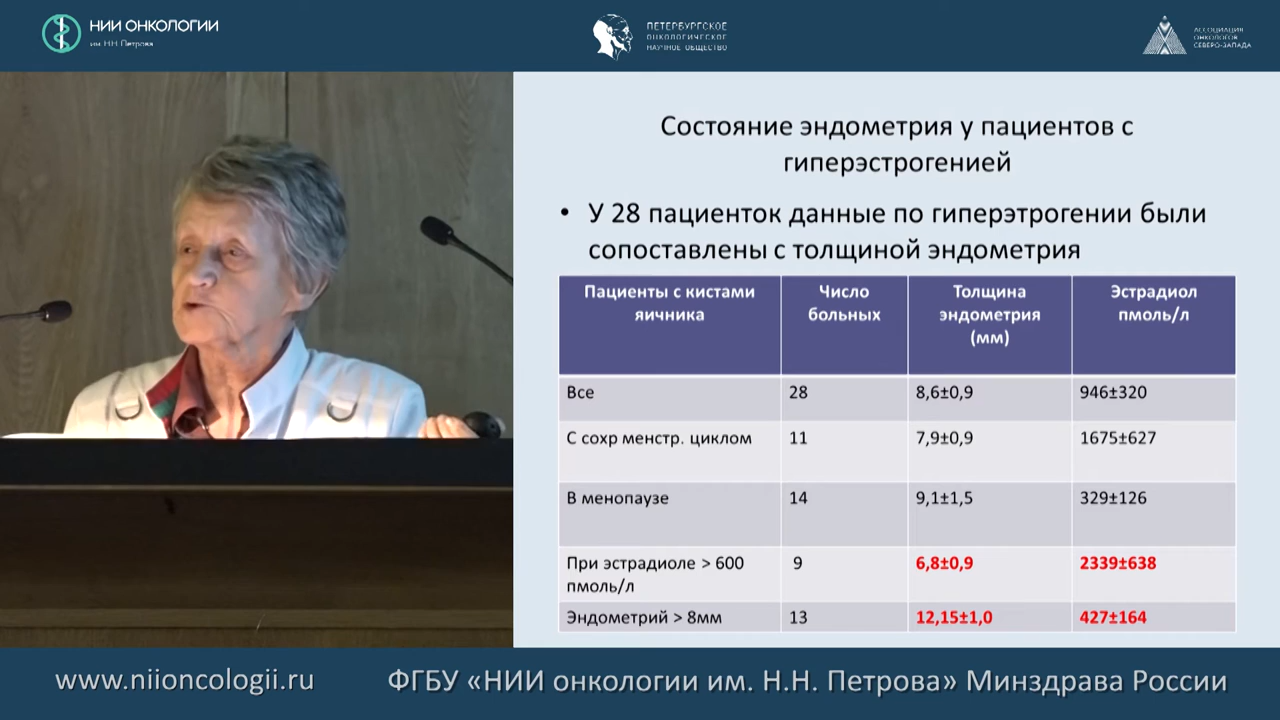 НИИ ОНКОЛОГИИ
им. Н.Н. Петрова
ПЕТЕРБУРГСКОЕ
ОНКОЛОГИЧЕСКОЕ
НАУЧНОЕ ОБЩЕСТВО
АССОЦИАЦИЯ
ОНКОЛОГОВ
СЕВЕРО-ЗАПАДА
Состояние эндометрия у пациентов с
гиперэстрогенией
• У 28 пациенток данные по гиперэтрогении были
сопоставлены с толщиной эндометрия
Пациенты с кистами яичника Число больных Толщина эндометрия (мм) Эстрадиол пмоль/л
Все 28 8,6±0,9 946±320
С сохр менстр. циклом 11 7,9±0,9 1675±627
В менопаузе 14 9,1±1,5 329±126
При эстрадиоле > 600 пмоль/л 9 6,8±0,9 2339±638
Эндометрий > 8мм 13 12,15±1,0 427±164
www.niioncologii.ru ФГБУ «НИИ онкологии им. Н.Н. Петрова» Минздрава России